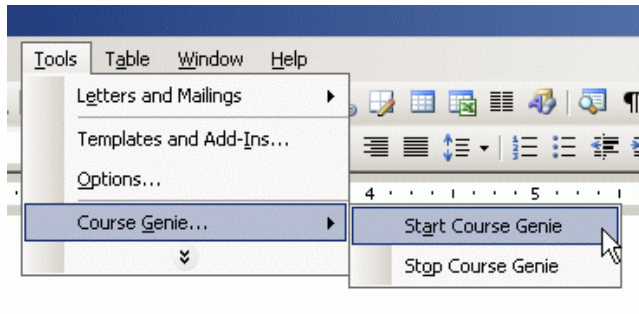 Tools Table Window Help
Letters and Mailings
Templates and Add-Ins...
Options...
4 5
Course Genie... Start Course Genie
Stop Course Genie